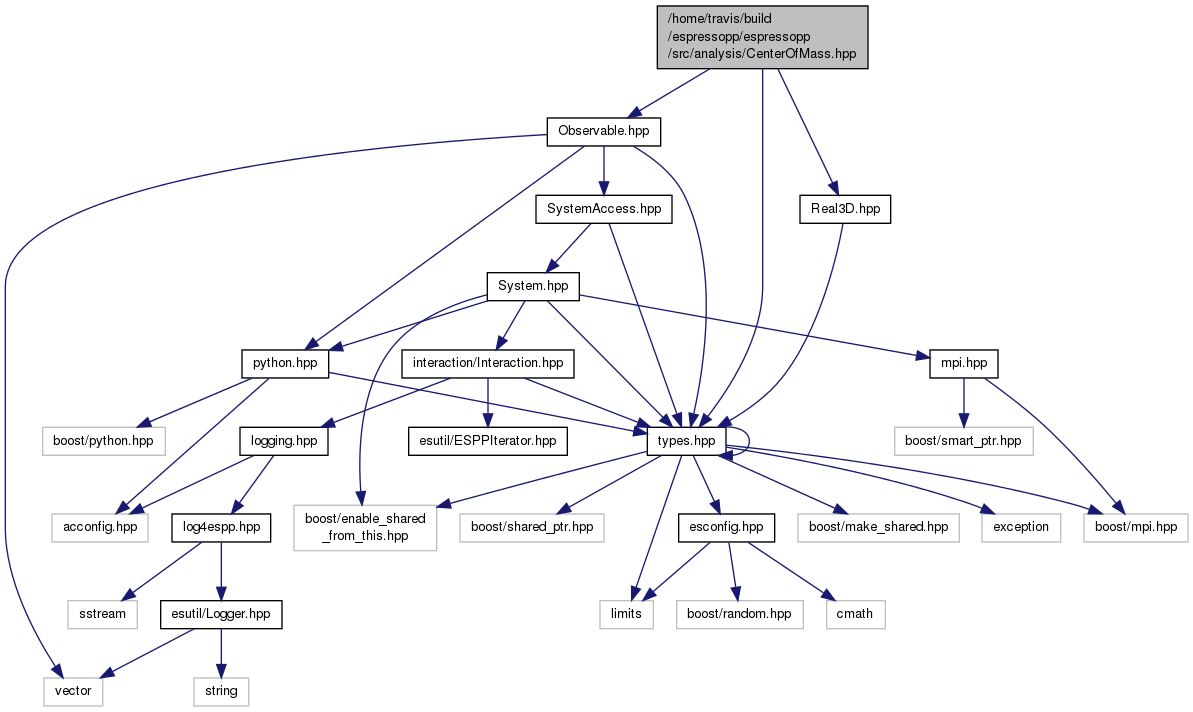 /home/travis/build
/espressopp/espressopp
/src/analysis/CenterOfMass.hpp
Observable.hpp
SystemAccess.hpp
Real3D.hpp
System.hpp
python.hpp
interaction/Interaction.hpp
mpi.hpp
boost/python.hpp
logging.hpp
esutil/ESPPIterator.hpp
types.hpp
boost/smart_ptr.hpp
acconfig.hpp
log4espp.hpp
boost/enable_shared
_from_this.hpp
boost/shared_ptr.hpp
esconfig.hpp
boost/make_shared.hpp
exception
boost/mpi.hpp
sstream
esutil/Logger.hpp
limits
boost/random.hpp
cmath
vector
string